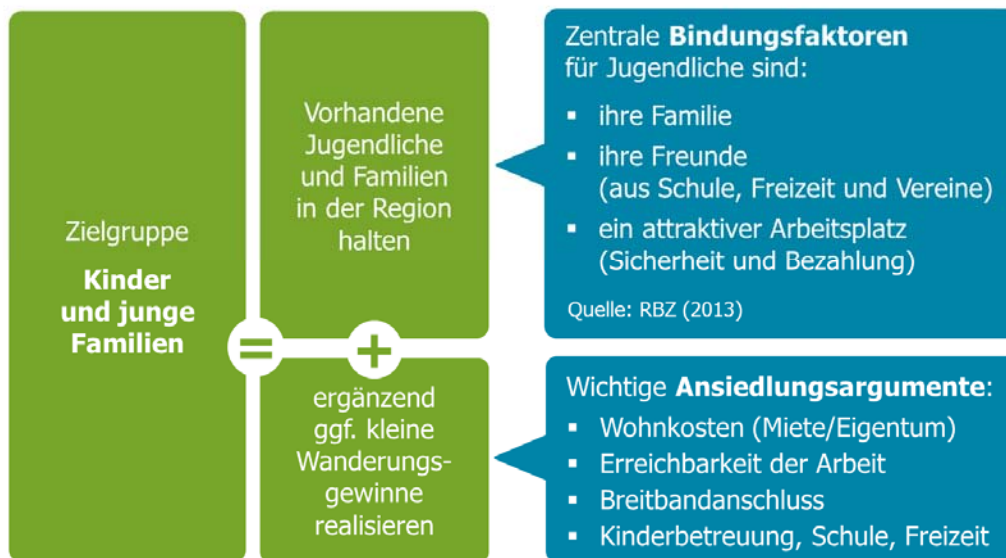 Zielgruppe
Kinder
und junge
Familien
=
Vorhandene
Jugendliche
und Familien
in der Region
halten
+
ergänzend
ggf. kleine
Wanderungs-
gewinne
realisieren
Zentrale Bindungsfaktoren
für Jugendliche sind:
▪ ihre Familie
▪ ihre Freunde
(aus Schule, Freizeit und Vereine)
▪ ein attraktiver Arbeitsplatz
(Sicherheit und Bezahlung)
Quelle: RBZ (2013)
Wichtige Ansiedlungsargumente:
▪ Wohnkosten (Miete/Eigentum)
▪ Erreichbarkeit der Arbeit
▪ Breitbandanschluss
▪ Kinderbetreuung, Schule, Freizeit